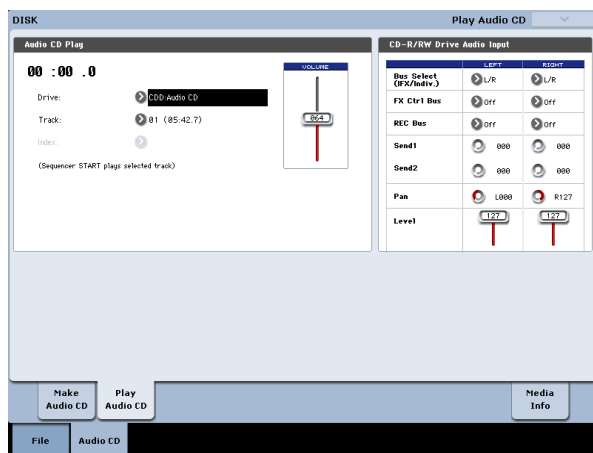 DISK
Play Audio CD
Audio CD Play
00 :00 .0
Drive: CDD:Audio CD
Track: 01 (05:42.7)
Index:
(Sequencer START plays selected track)
VOLUME
064
CD-R/RW Drive Audio Input
LEFT RIGHT
Bus Select
(IFX/Indiv.) L/R L/R
FX Ctrl Bus Off Off
REC Bus Off Off
Send1 000 000
Send2 000 000
Pan L000 R127
Level 127 127
Make
Audio CD
Play
Audio CD
Media
Info
File Audio CD